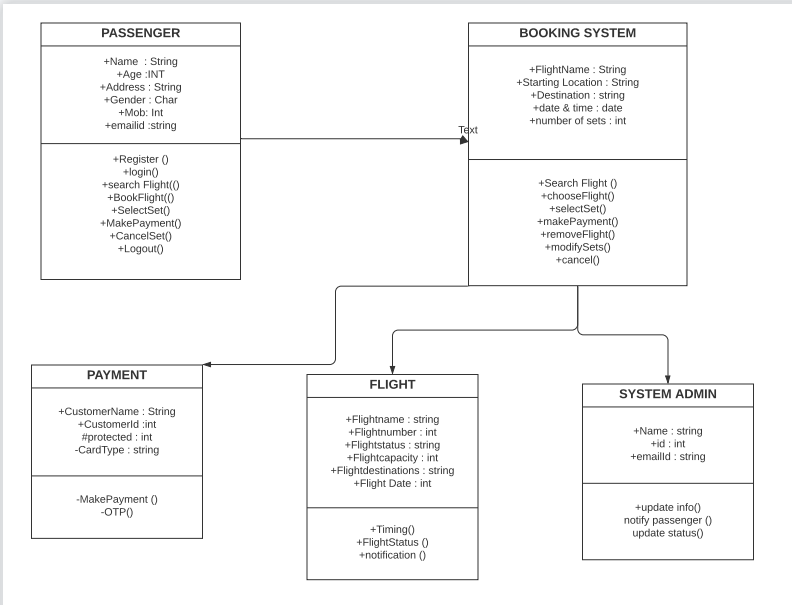 PASSENGER
+Name : String
+Age :INT
+Address : String
+Gender : Char
+Mob: Int
+emailid :string
+Register ()
+login()
+search Flight(()
+BookFlight(()
+SelectSet()
+MakePayment()
+CancelSet()
+Logout()
Text
BOOKING SYSTEM
+FlightName : String
+Starting Location : String
+Destination : string
+date & time : date
+number of sets : int
+Search Flight ()
+chooseFlight()
+selectSet()
+makePayment()
+removeFlight()
+modifySets()
+cancel()
PAYMENT
+CustomerName : String
+CustomerId :int
#protected : int
-CardType : string
-MakePayment ()
-OTP()
FLIGHT
+Flightname : string
+Flightnumber : int
+Flightstatus : string
+Flightcapacity : int
+Flightdestinations : string
+Flight Date : int
+Timing()
+FlightStatus ()
+notification ()
SYSTEM ADMIN
+Name : string
+id : int
+emailId : string
+update info()
notify passenger ()
update status()